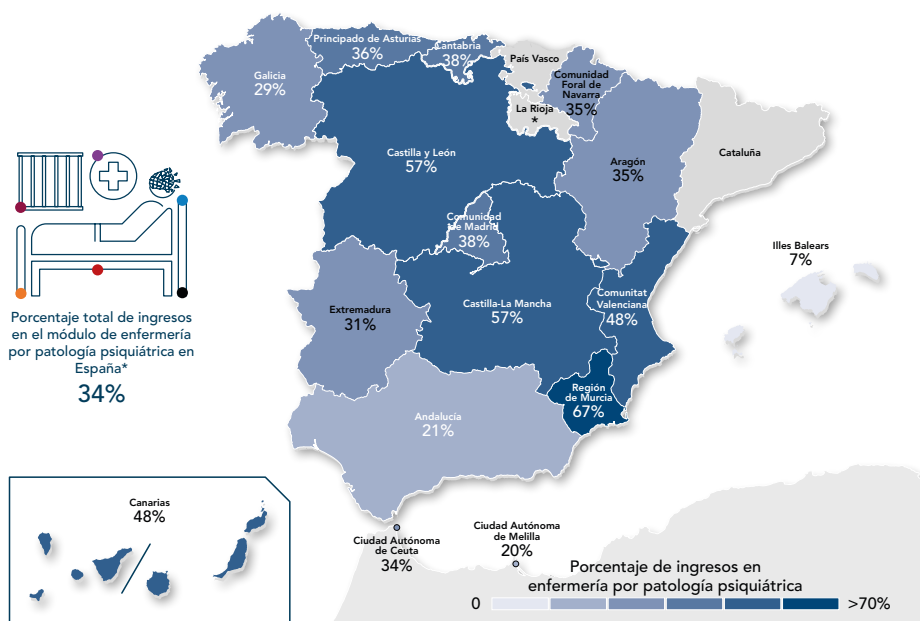 Principado de Asturias
36%
Cantabria
38%
País Vasco
Galicia
29%
Comunidad
Foral de
Navarra
35%
La Rioja
*
Castilla y León
57%
Aragón
35%
Cataluña
Comunidad
de Madrid
38%
Illes Balears
7%
Porcentaje total de ingresos
en el módulo de enfermería
por patología psiquiátrica en
España*
34%
Extremadura
31%
Castilla-La Mancha
57%
Comunitat
Valenciana
48%
Región
de Murcia
67%
Andalucía
21%
Canarias
48%
Ciudad Autónoma
de Ceuta
34%
Ciudad Autónoma
de Melilla
20%
Porcentaje de ingresos en
enfermería por patología psiquiátrica
0 >70%